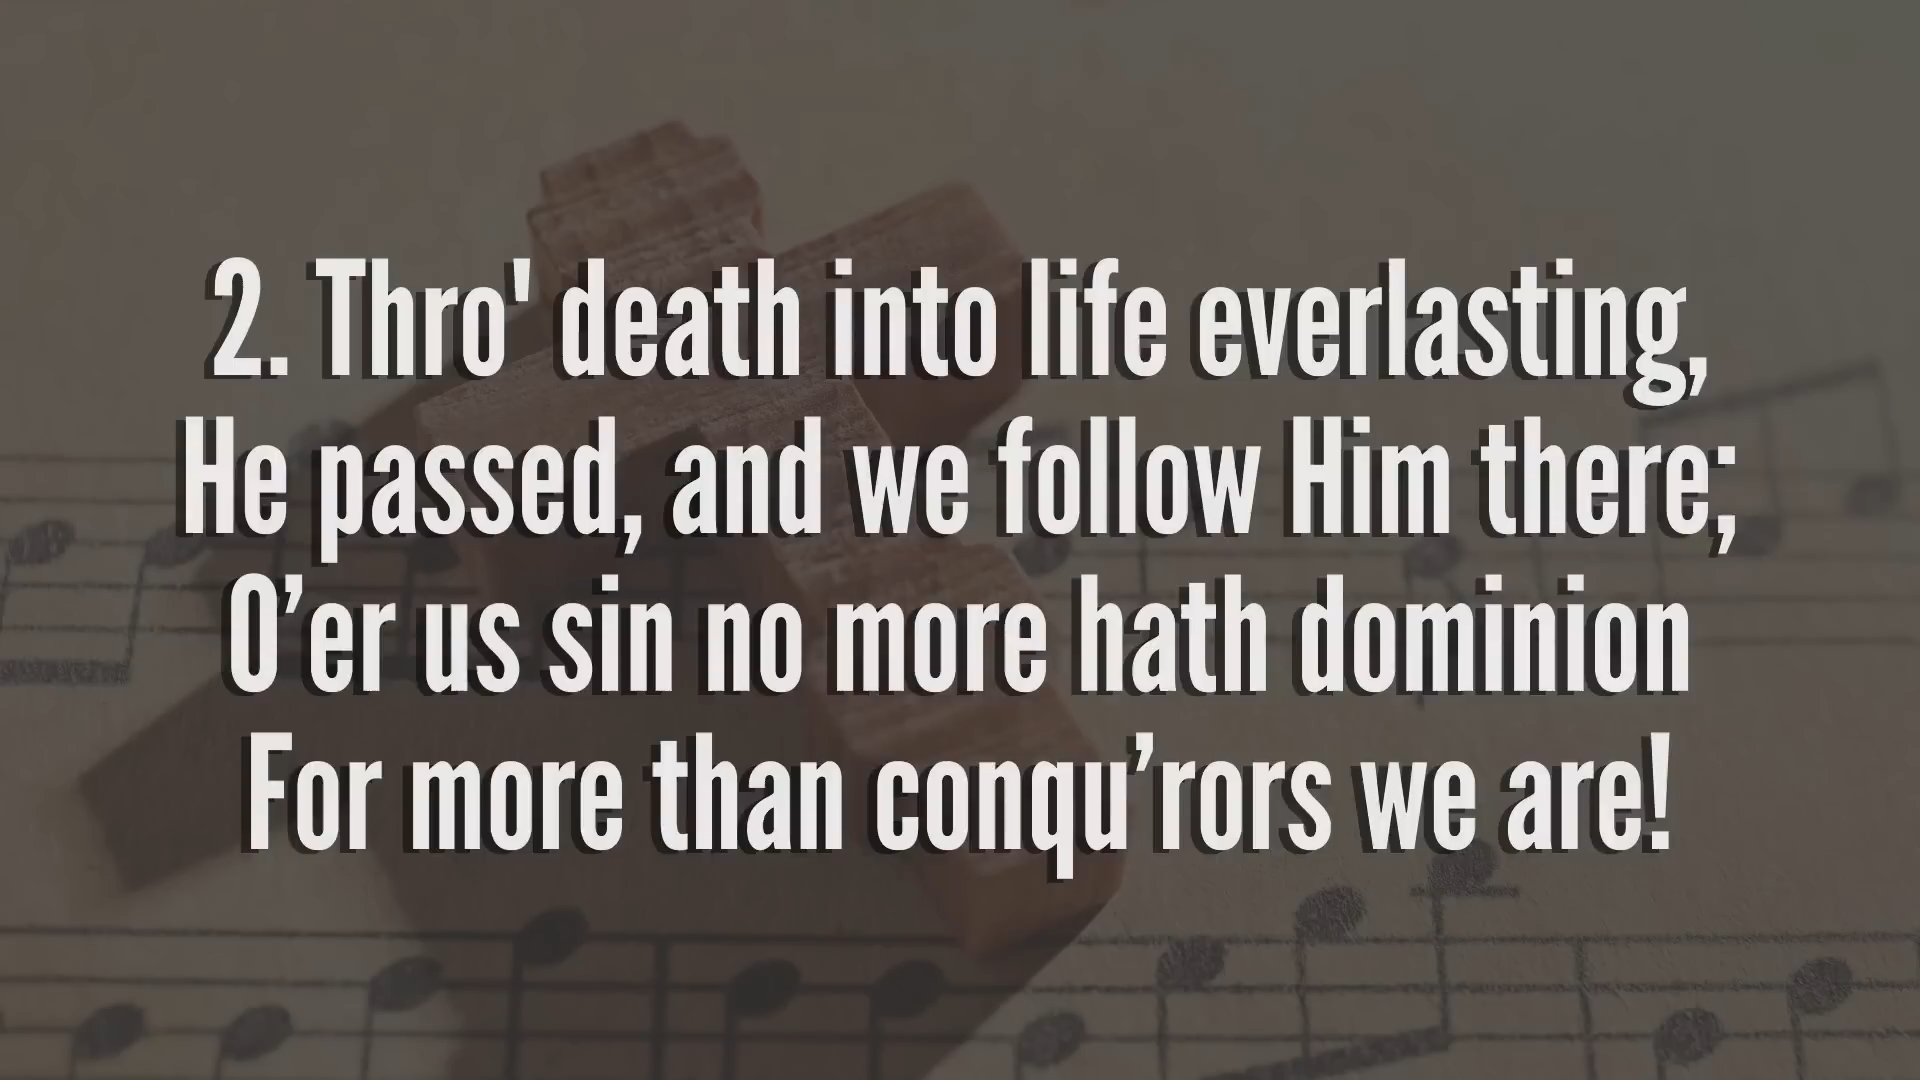 2. Thro' death into life everlasting,
He passed, and we follow Him there;
O’er us sin no more hath dominion
For more than conqu’rors we are!